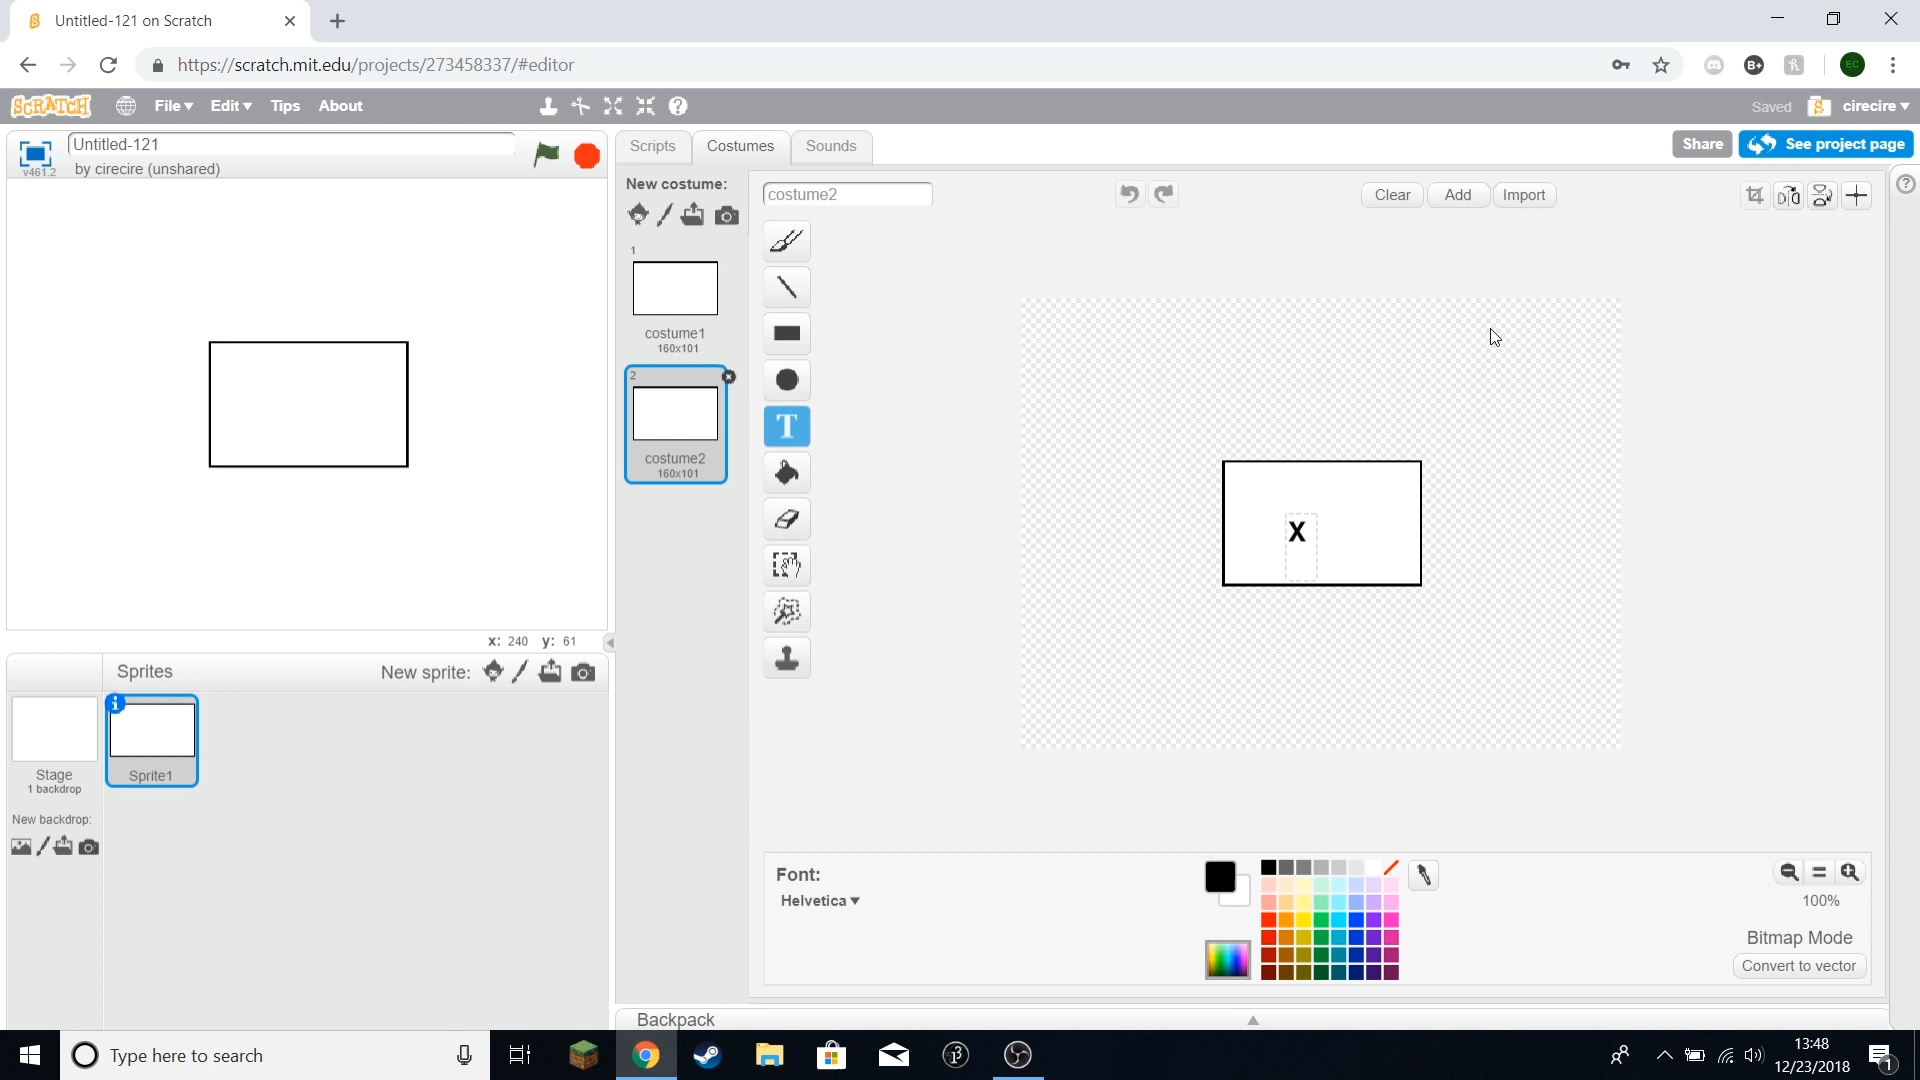 Untitled-121 on Scratch
https://scratch.mit.edu/projects/273458337/#editor
EC
SCRATCH
File
Edit
Tips
About
Saved
cirecire
Untitled-121
by cirecire (unshared)
v461.2
Scripts
Costumes
Sounds
Share
See project page
New costume:
costume2
Clear
Add
Import
1
costume1
160x101
2
costume2
160x101
T
X
x: 240 y: 61
Sprites
New sprite:
Stage
1 backdrop
Sprite1
New backdrop:
Font:
Helvetica
100%
Bitmap Mode
Convert to vector
Backpack
Type here to search
13:48
12/23/2018
1